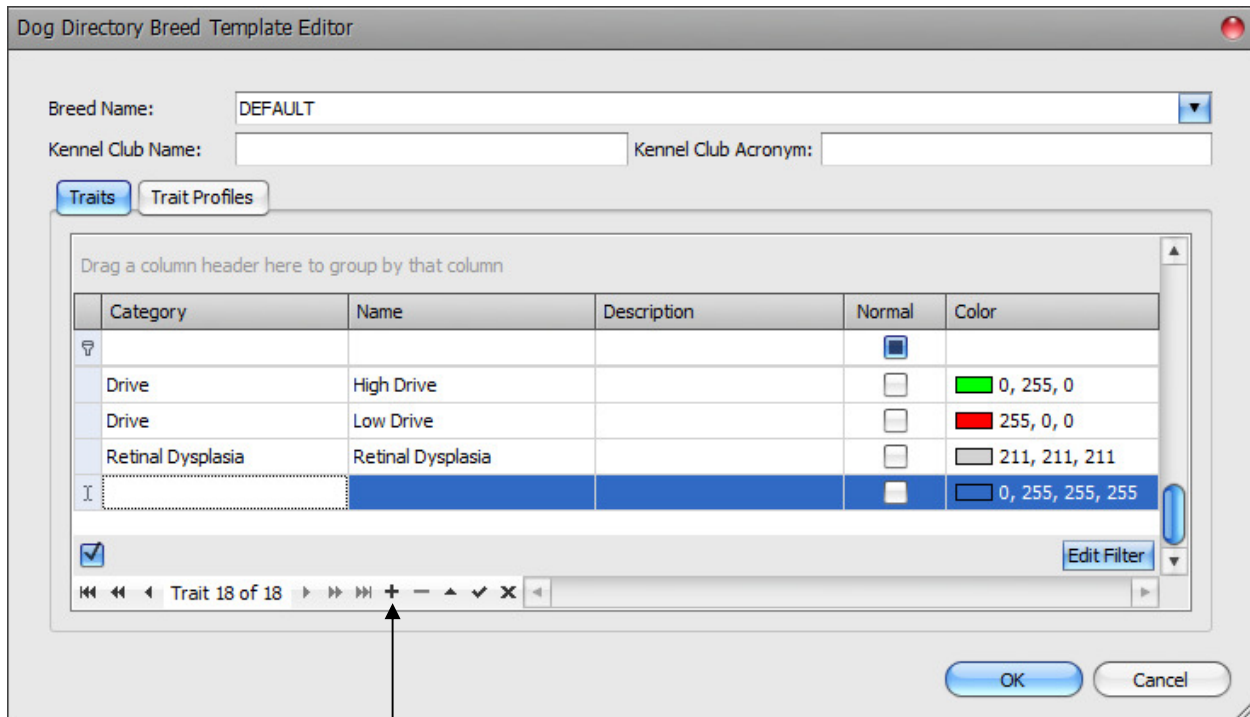 Dog Directory Breed Template Editor
Breed Name: DEFAULT
Kennel Club Name: Kennel Club Acronym:
Traits Trait Profiles
Drag a column header here to group by that column
Category Name Description Normal Color
Drive High Drive 0, 255, 0
Drive Low Drive 255, 0, 0
Retinal Dysplasia Retinal Dysplasia 211, 211, 211
0, 255, 255, 255
Edit Filter
Trait 18 of 18
OK Cancel